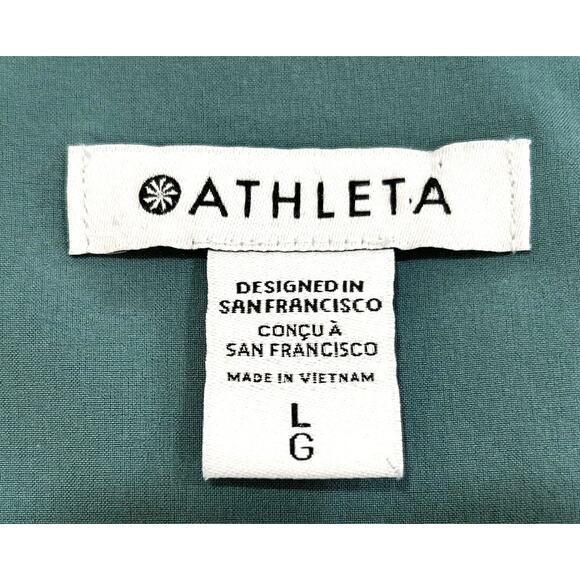 ATHLETA
DESIGNED IN
SAN FRANCISCO
CONÇU À
SAN FRANCISCO
MADE IN VIETNAM
L
G